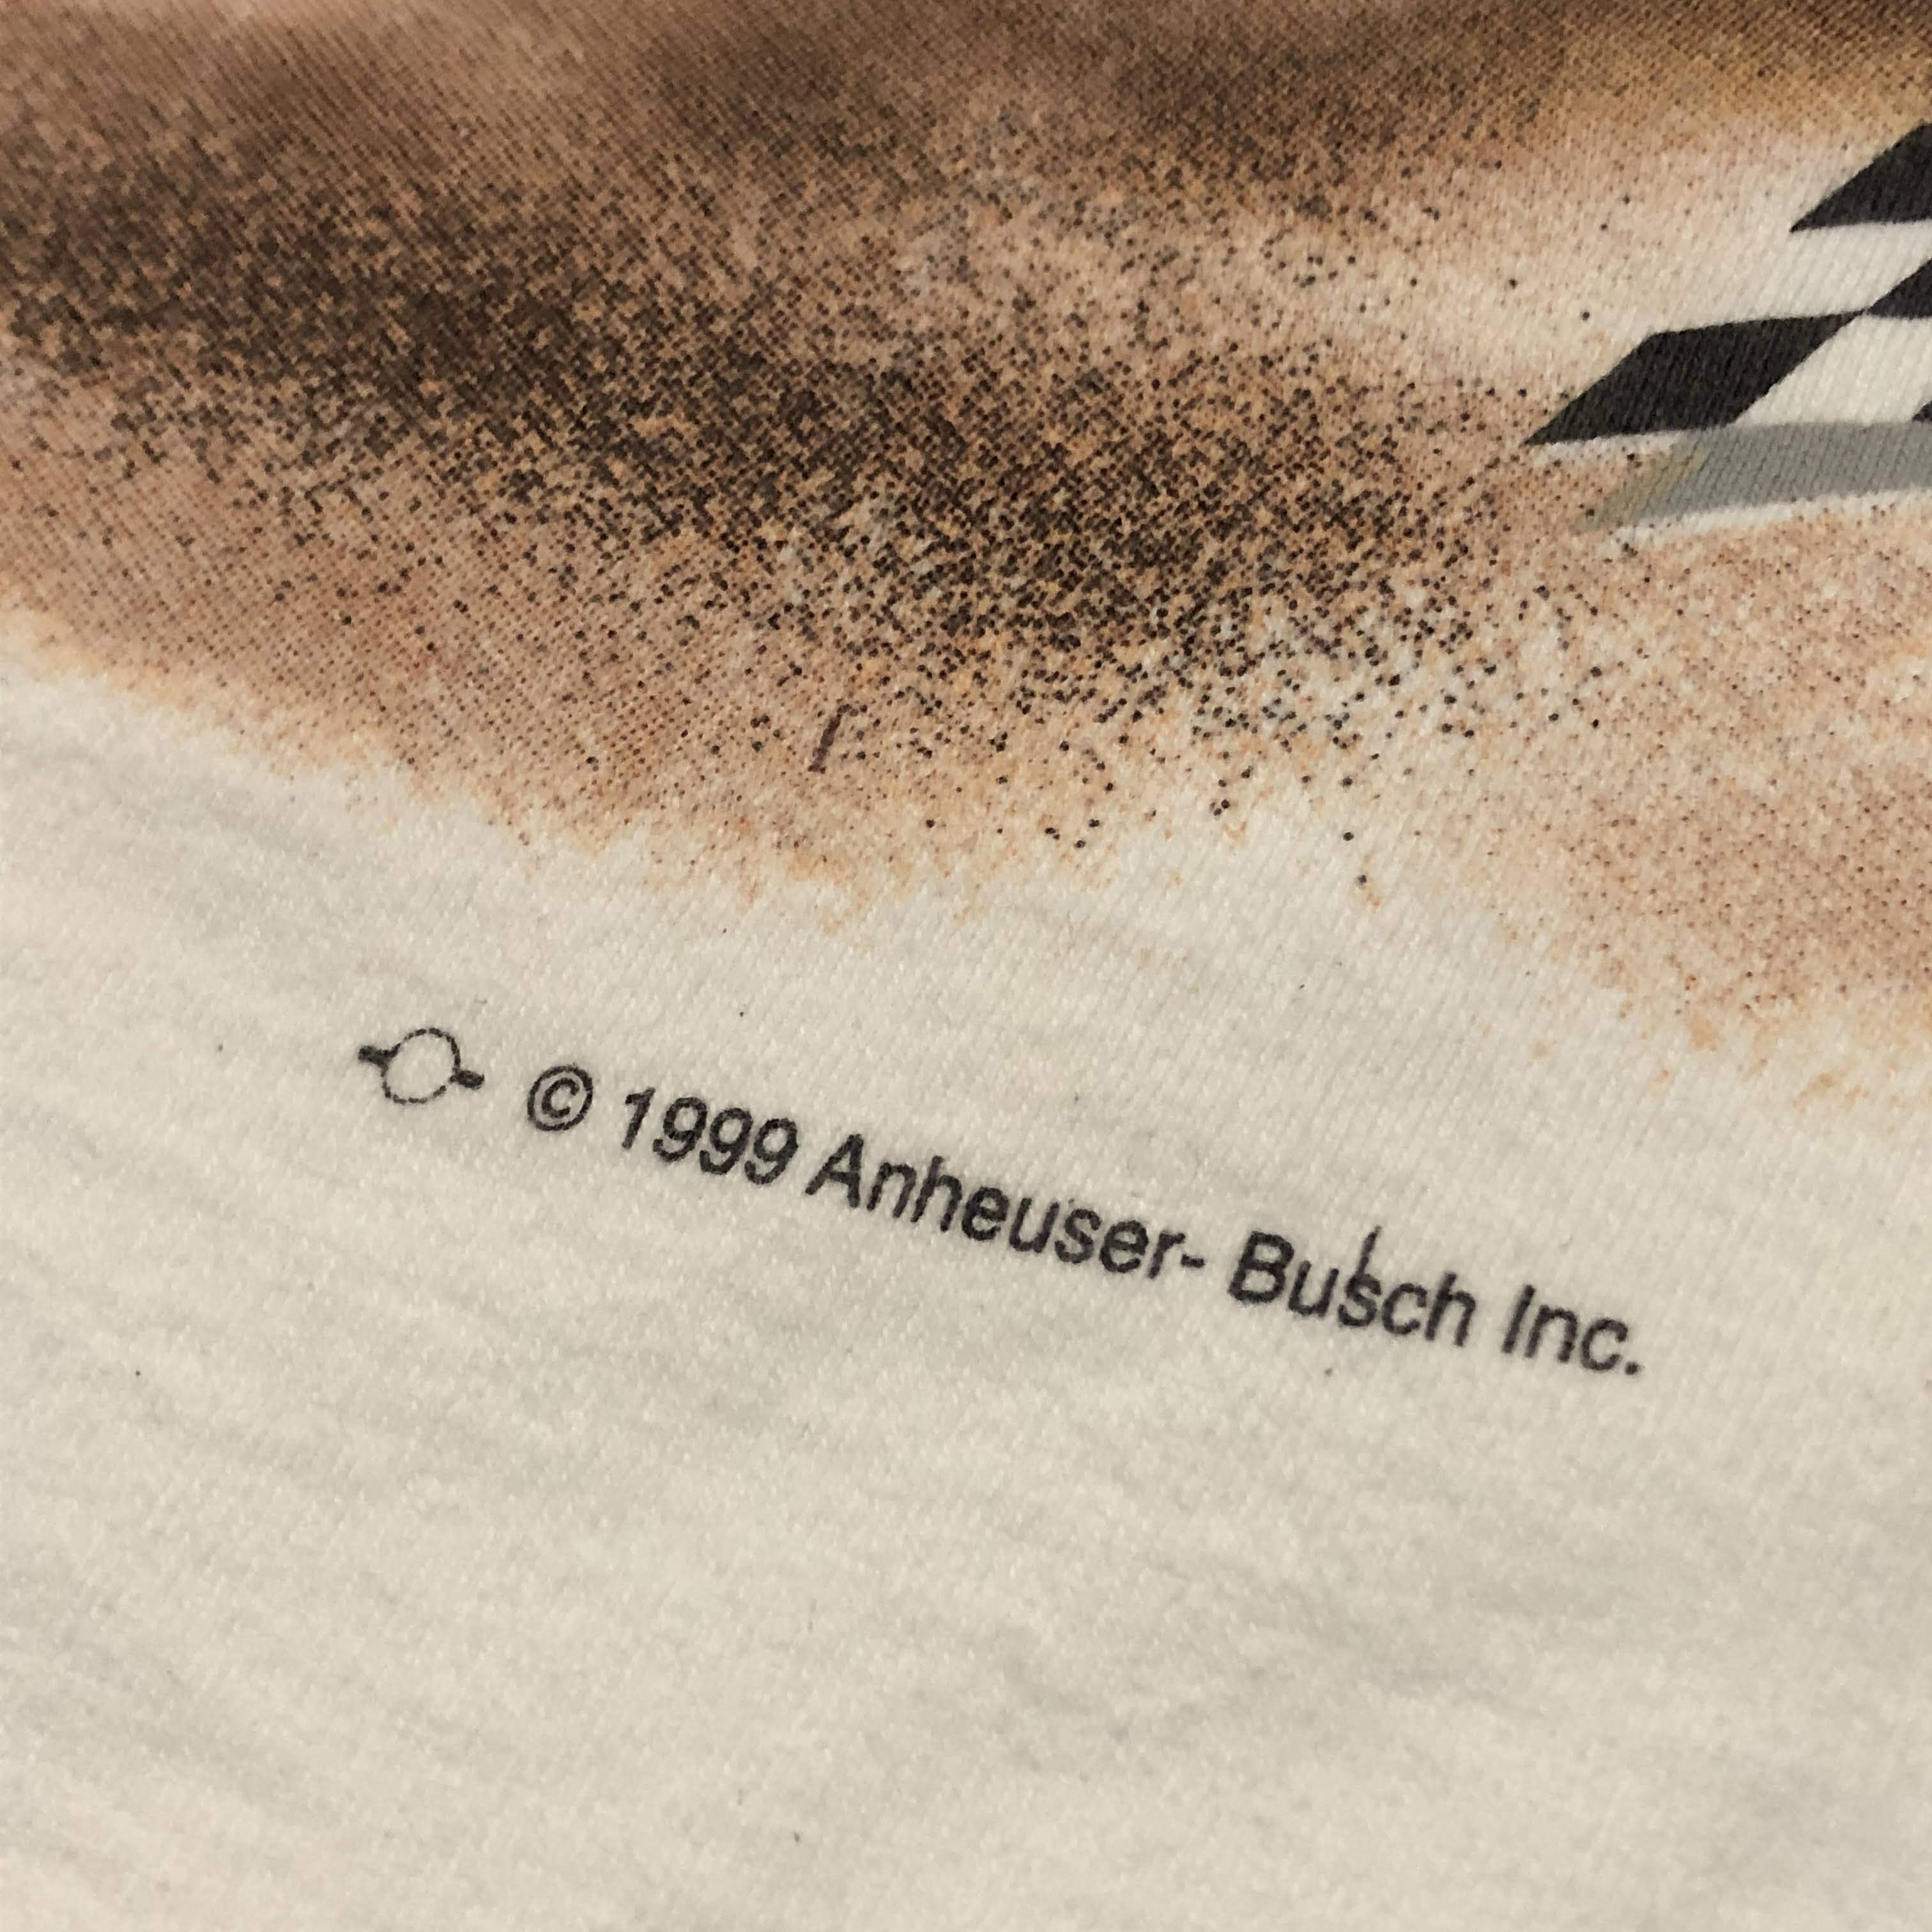 © 1999 Anheuser- Busch Inc.